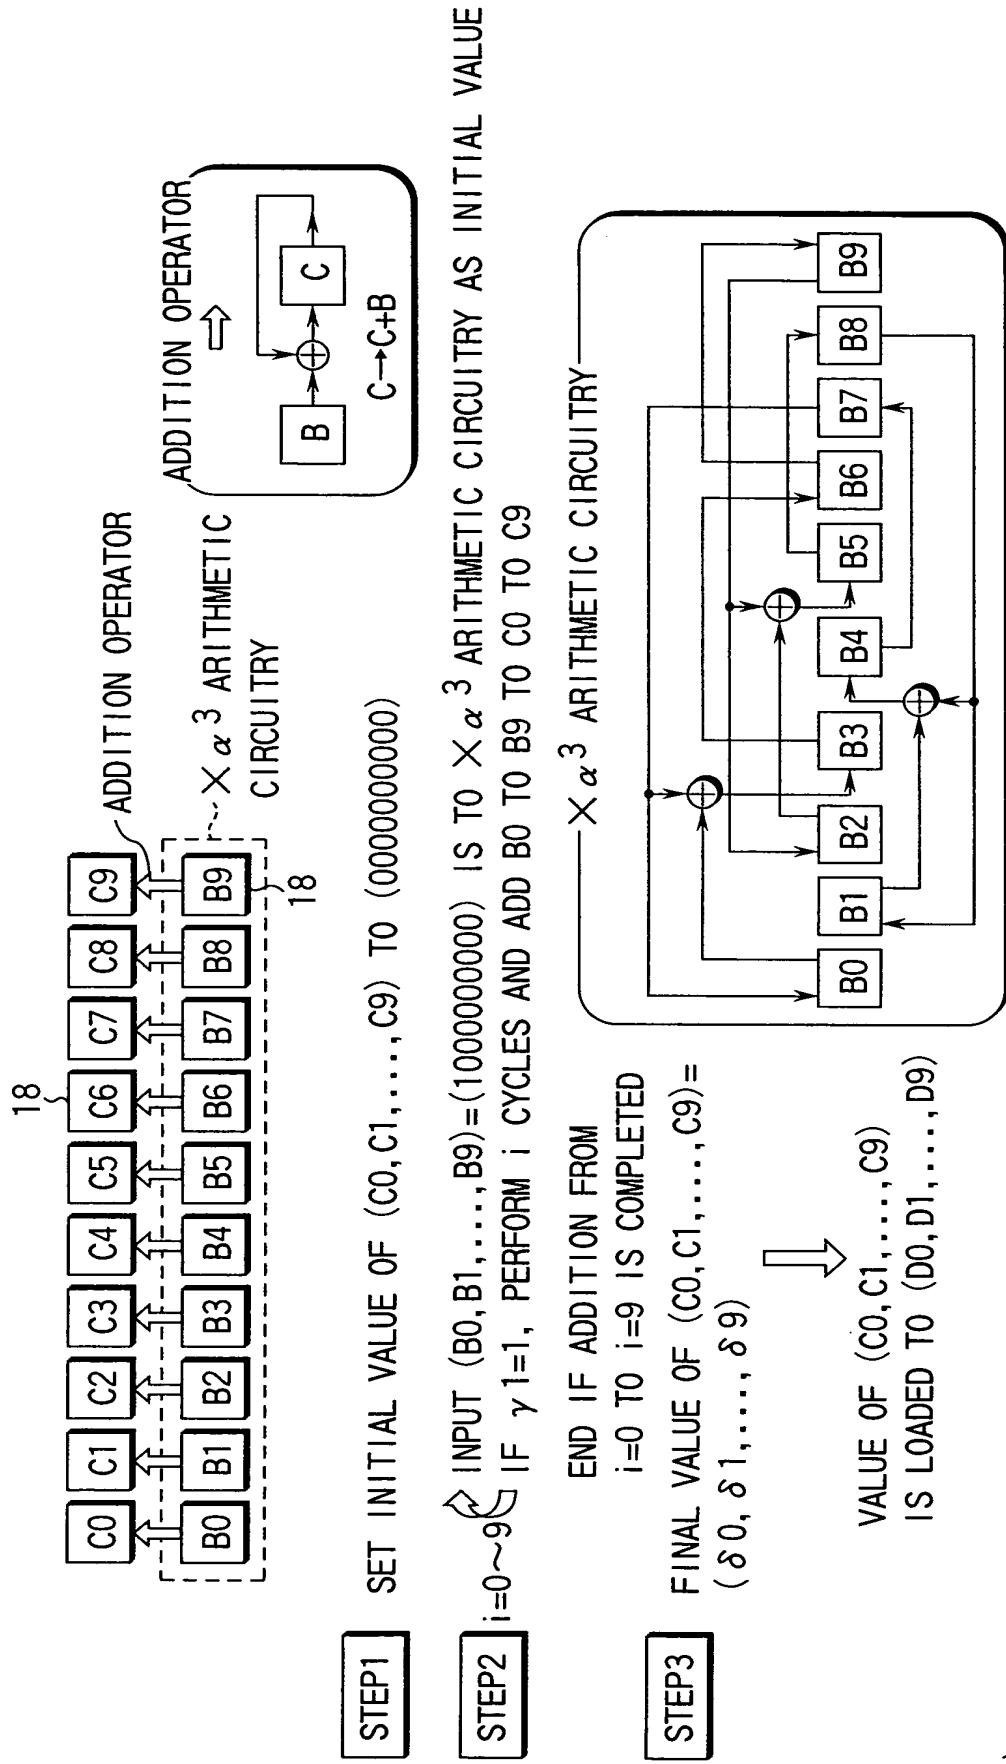 C0 C1 C2 C3 C4 C5 C6 C7 C8 C9
18
ADDITION OPERATOR
B0 B1 B2 B3 B4 B5 B6 B7 B8 B9
18
×α³ ARITHMETIC
CIRCUITRY
ADDITION OPERATOR
B
C
C→C+B
STEP1
SET INITIAL VALUE OF (C0,C1,...,C9) TO (0000000000)
STEP2
i=0~9
INPUT (B0,B1,...,B9)=(1000000000) IS TO ×α³ ARITHMETIC CIRCUITRY AS INITIAL VALUE
IF γ1=1, PERFORM i CYCLES AND ADD B0 TO B9 TO C0 TO C9
END IF ADDITION FROM
i=0 TO i=9 IS COMPLETED
STEP3
FINAL VALUE OF (C0,C1,...,C9)=
(δ0,δ1,...,δ9)
VALUE OF (C0,C1,...,C9)
IS LOADED TO (D0,D1,...,D9)
×α³ ARITHMETIC CIRCUITRY
B0 B1 B2 B3 B4 B5 B6 B7 B8 B9